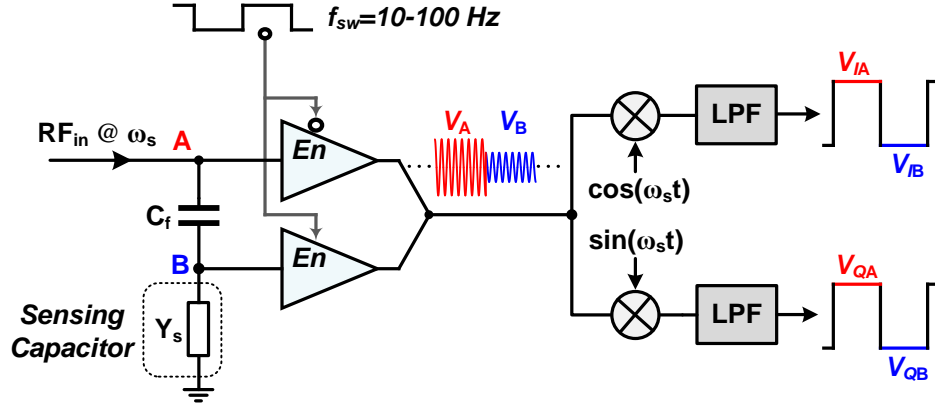 f_sw=10-100 Hz
RF_in @ ω_s
A
En
V_A
V_B
LPF
V_IA
V_IB
cos(ω_st)
C_f
sin(ω_st)
B
En
Sensing
Capacitor
Y_s
LPF
V_QA
V_QB